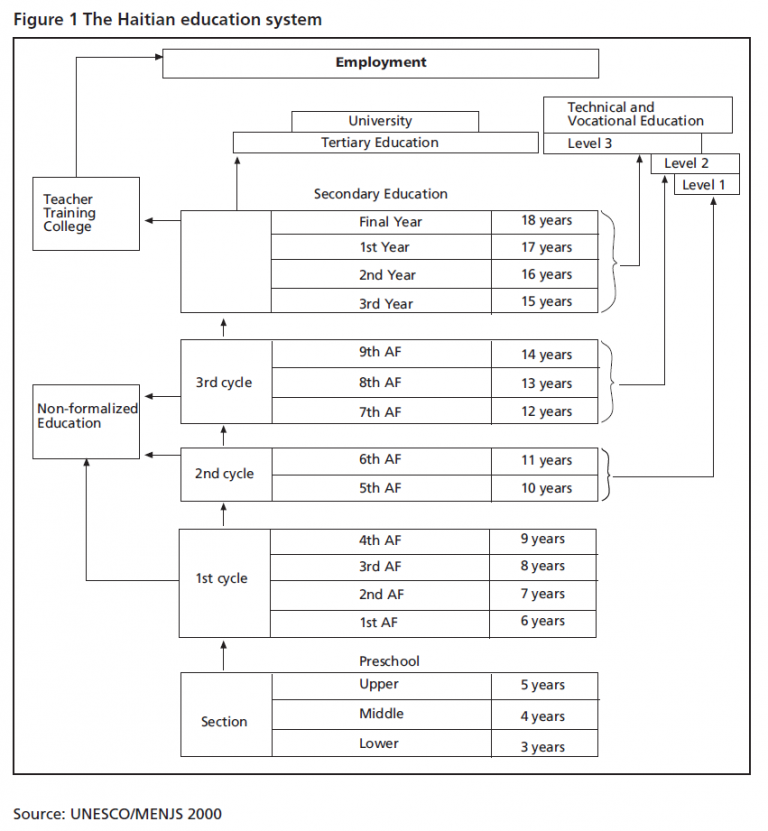 Figure 1 The Haitian education system
Employment
University
Tertiary Education
Technical and
Vocational Education
Level 3
Level 2
Level 1
Teacher
Training
College
Secondary Education
Final Year 18 years
1st Year 17 years
2nd Year 16 years
3rd Year 15 years
3rd cycle
9th AF 14 years
8th AF 13 years
7th AF 12 years
Non-formalized
Education
2nd cycle
6th AF 11 years
5th AF 10 years
1st cycle
4th AF 9 years
3rd AF 8 years
2nd AF 7 years
1st AF 6 years
Preschool
Section
Upper 5 years
Middle 4 years
Lower 3 years
Source: UNESCO/MENJS 2000